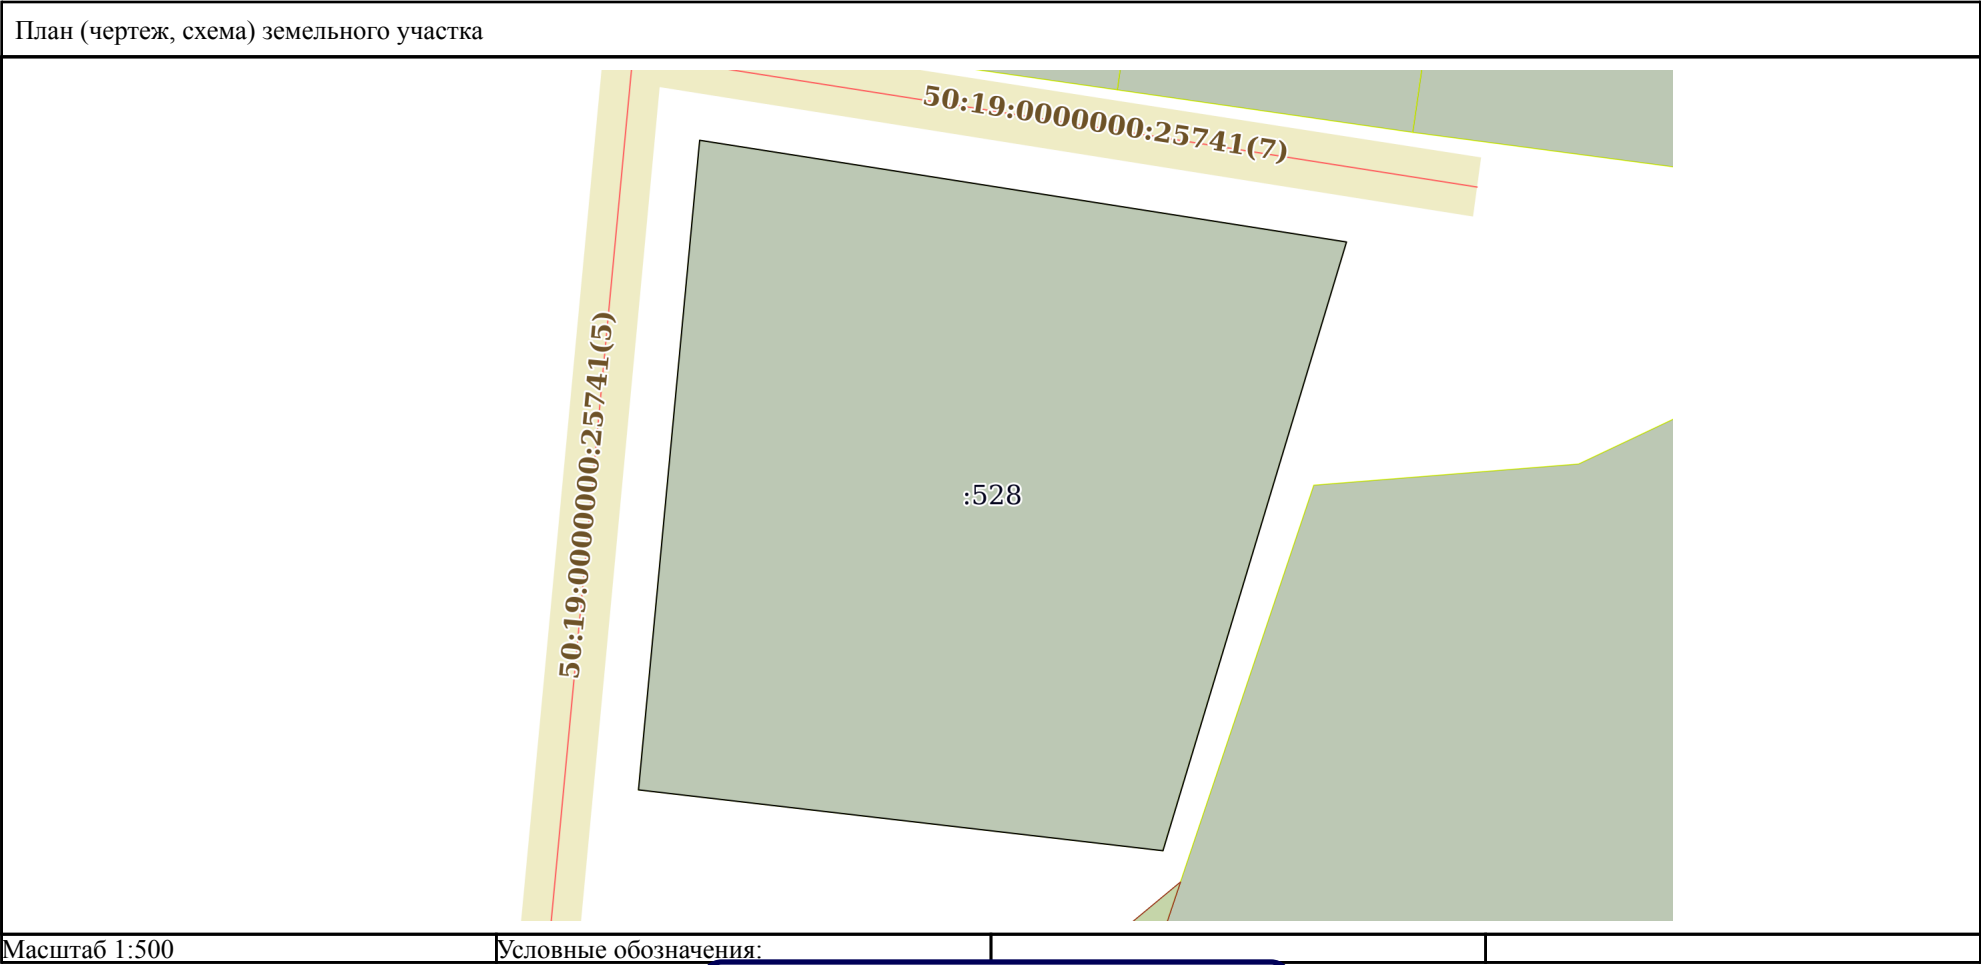 План (чертеж, схема) земельного участка
50:19:0000000:25741(7)
50:19:0000000:25741(5)
:528
Масштаб 1:500
Условные обозначения: